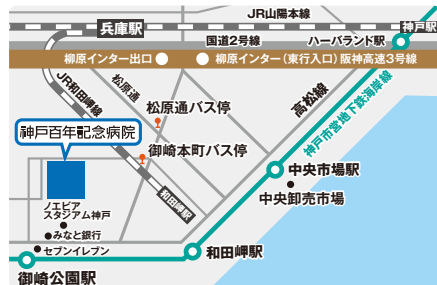 JR山陽本線
兵庫駅
神戸駅
国道2号線
ハーバーランド駅
柳原インター出口
柳原インター(東行入口)阪神高速3号線
JR和田岬線
松原通
松原通バス停
高松線
神戸市営地下鉄海岸線
神戸百年記念病院
御崎本町バス停
中央市場駅
和田岬駅
中央卸売市場
ノエビア
スタジアム神戸
みなと銀行
セブンイレブン
和田岬駅
御崎公園駅